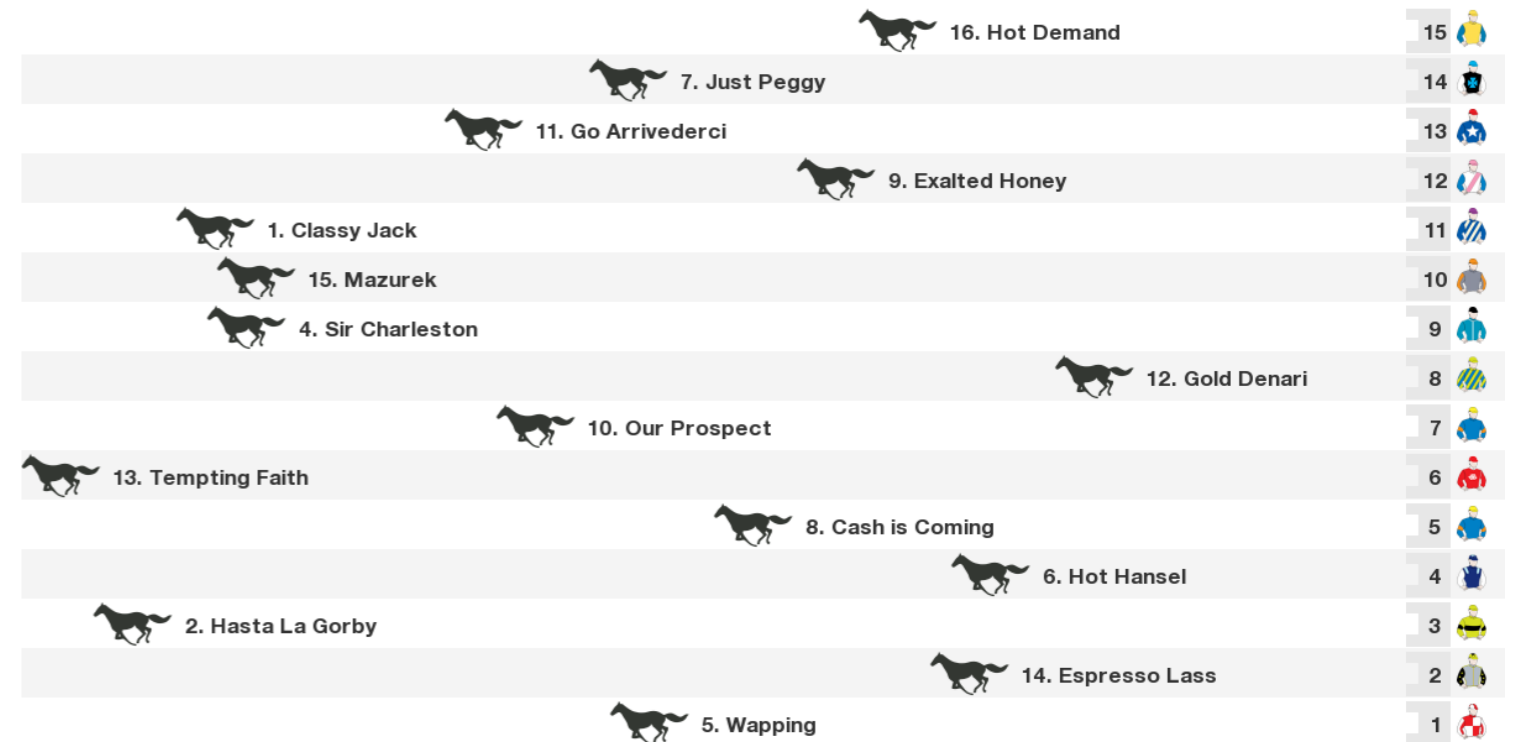 16. Hot Demand 15
7. Just Peggy 14
11. Go Arrivederci 13
9. Exalted Honey 12
1. Classy Jack 11
15. Mazurek 10
4. Sir Charleston 9
12. Gold Denari 8
10. Our Prospect 7
13. Tempting Faith 6
8. Cash is Coming 5
6. Hot Hansel 4
2. Hasta La Gorby 3
14. Espresso Lass 2
5. Wapping 1